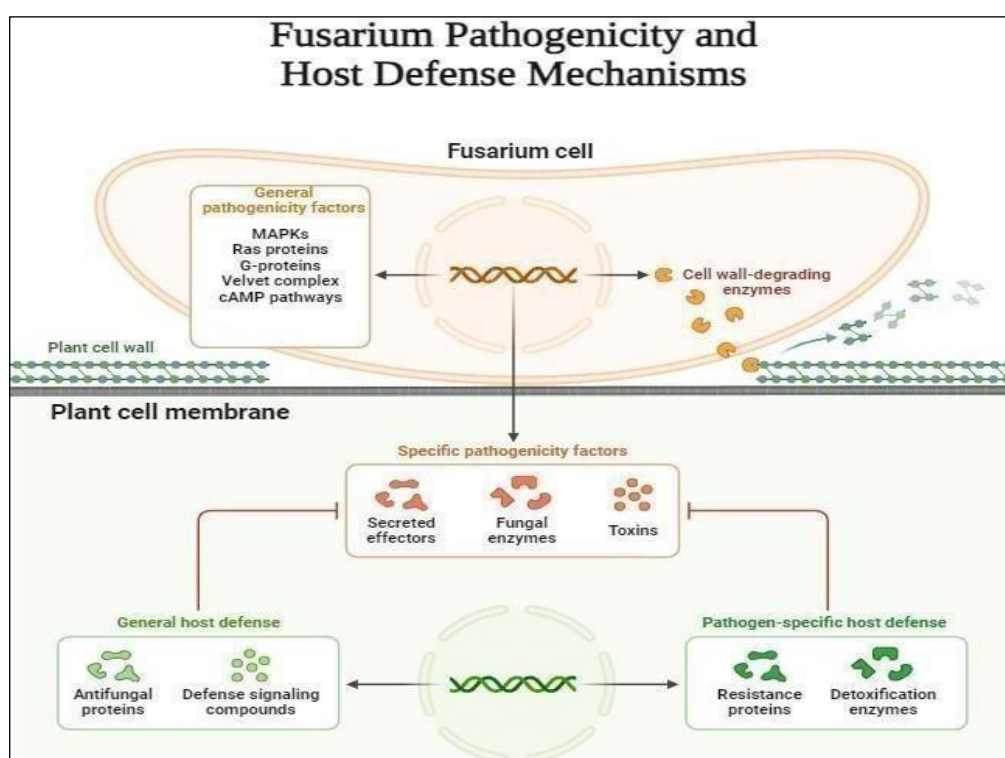 Fusarium Pathogenicity and
Host Defense Mechanisms
Fusarium cell
General
pathogenicity factors
MAPKs
Ras proteins
G-proteins
Velvet complex
cAMP pathways
Cell wall-degrading
enzymes
Plant cell wall
Plant cell membrane
Specific pathogenicity factors
Secreted
effectors
Fungal
enzymes
Toxins
General host defense
Antifungal
proteins
Defense signaling
compounds
Pathogen-specific host defense
Resistance
proteins
Detoxification
enzymes